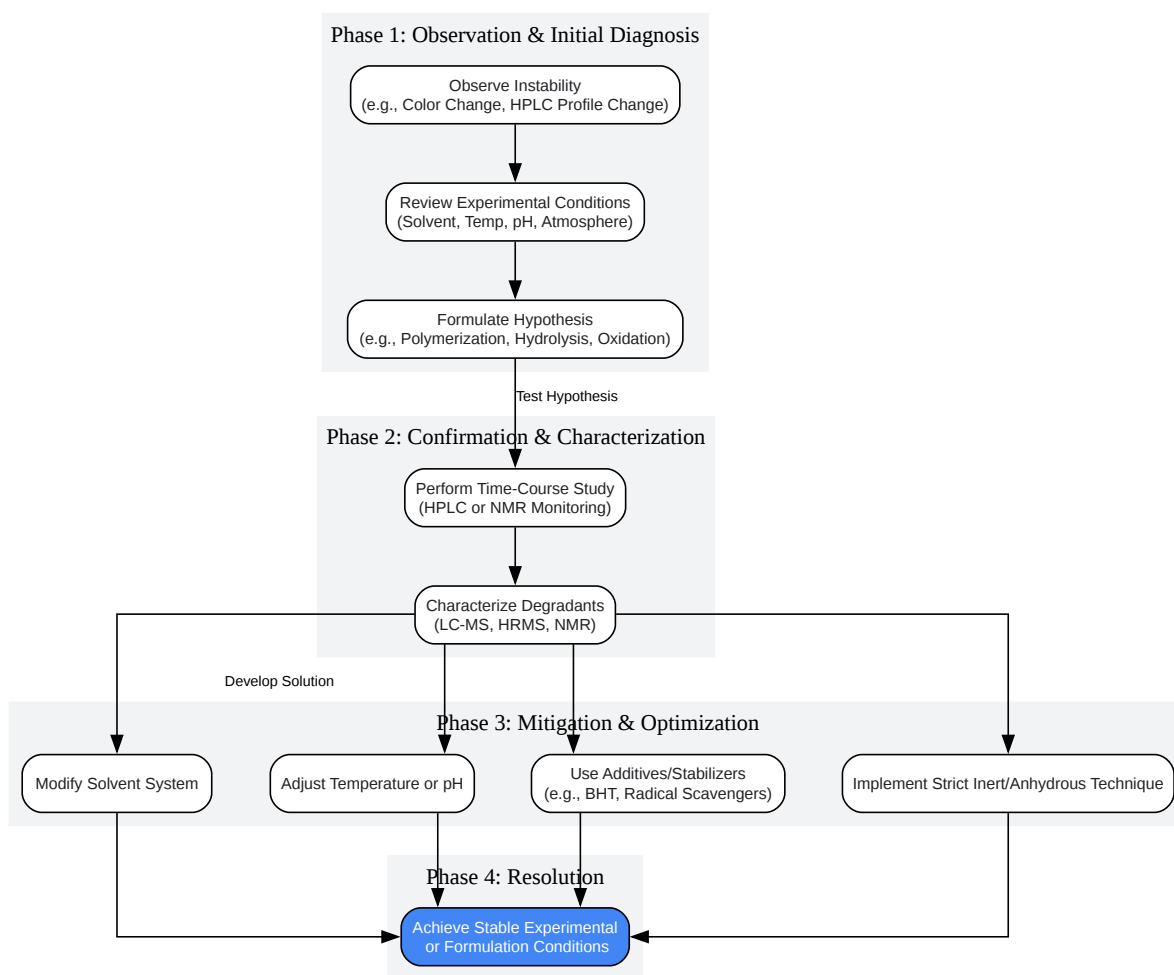 Phase 1: Observation & Initial Diagnosis
Observe Instability
(e.g., Color Change, HPLC Profile Change)
Review Experimental Conditions
(Solvent, Temp, pH, Atmosphere)
Formulate Hypothesis
(e.g., Polymerization, Hydrolysis, Oxidation)
Test Hypothesis
Phase 2: Confirmation & Characterization
Perform Time-Course Study
(HPLC or NMR Monitoring)
Characterize Degradants
(LC-MS, HRMS, NMR)
Develop Solution
Phase 3: Mitigation & Optimization
Modify Solvent System
Adjust Temperature or pH
Use Additives/Stabilizers
(e.g., BHT, Radical Scavengers)
Implement Strict Inert/Anhydrous Technique
Phase 4: Resolution
Achieve Stable Experimental
or Formulation Conditions